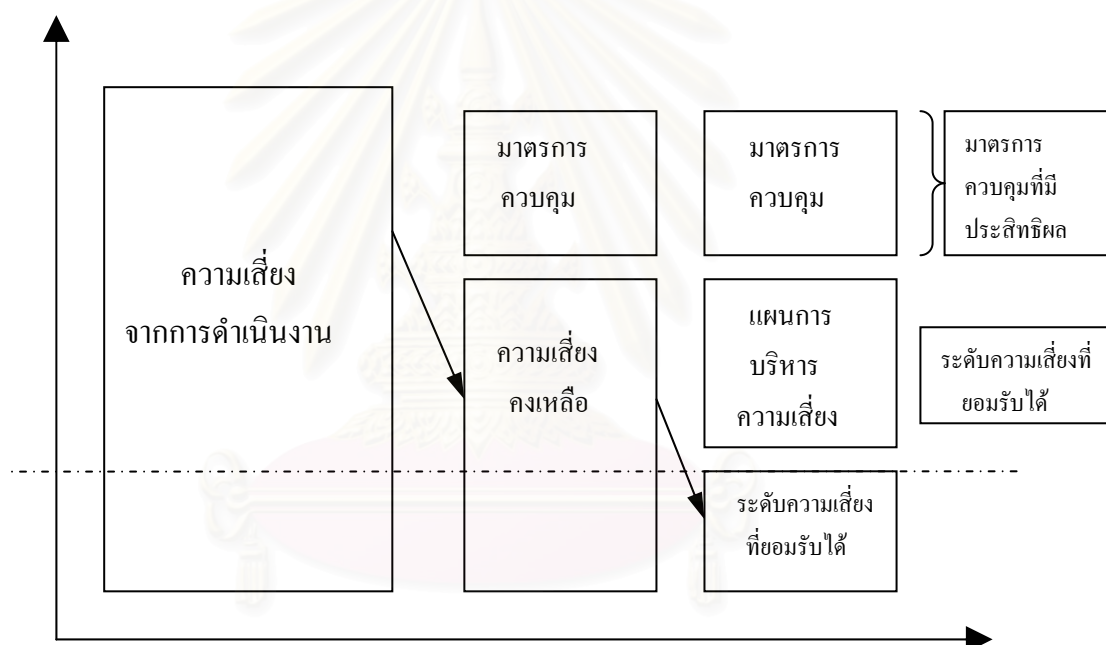 ความเสี่ยง
จากการดำเนินงาน
มาตรการ
ควบคุม
ความเสี่ยง
คงเหลือ
มาตรการ
ควบคุม
แผนการ
บริหาร
ความเสี่ยง
ระดับความเสี่ยง
ที่ยอมรับได้
มาตรการ
ควบคุมที่มี
ประสิทธิผล
ระดับความเสี่ยงที่
ยอมรับได้